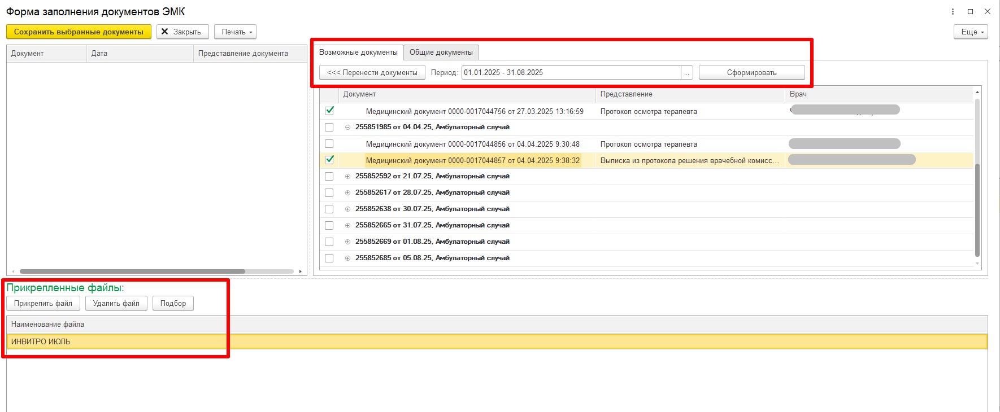 Форма заполнения документов ЭМК
Сохранить выбранные документы
Закрыть
Печать
Еще
Документ
Дата
Представление документа
Возможные документы
Общие документы
<<< Перенести документы
Период:
01.01.2025 - 31.08.2025
...
Сформировать
Документ
Представление
Врач
Медицинский документ 0000-0017044756 от 27.03.2025 13:16:59
Протокол осмотра терапевта
255851985 от 04.04.25, Амбулаторный случай
Медицинский документ 0000-0017044856 от 04.04.2025 9:30:48
Протокол осмотра терапевта
Медицинский документ 0000-0017044857 от 04.04.2025 9:38:32
Выписка из протокола решения врачебной комисс...
255852592 от 21.07.25, Амбулаторный случай
255852617 от 28.07.25, Амбулаторный случай
255852638 от 30.07.25, Амбулаторный случай
255852665 от 31.07.25, Амбулаторный случай
255852669 от 01.08.25, Амбулаторный случай
255852685 от 05.08.25, Амбулаторный случай
Прикрепленные файлы:
Прикрепить файл
Удалить файл
Подбор
Наименование файла
ИНВИТРО ИЮЛЬ